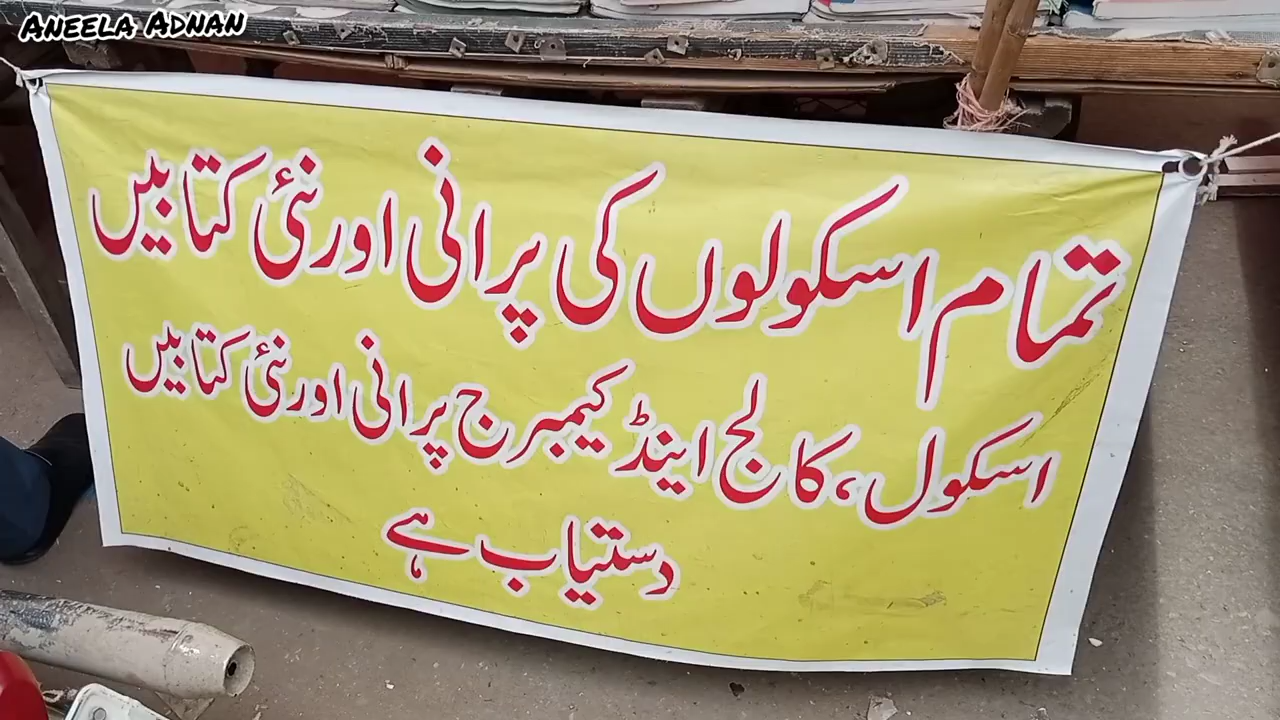 Aneela Adnan
تمام اسکولوں کی پرانی اور نئی کتابیں
اسکول، کالج اینڈ کیمبرج پرانی اور نئی کتابیں
دستیاب ہے